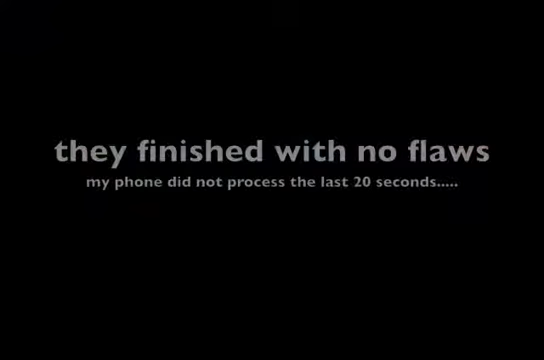 they finished with no flaws
my phone did not process the last 20 seconds.....